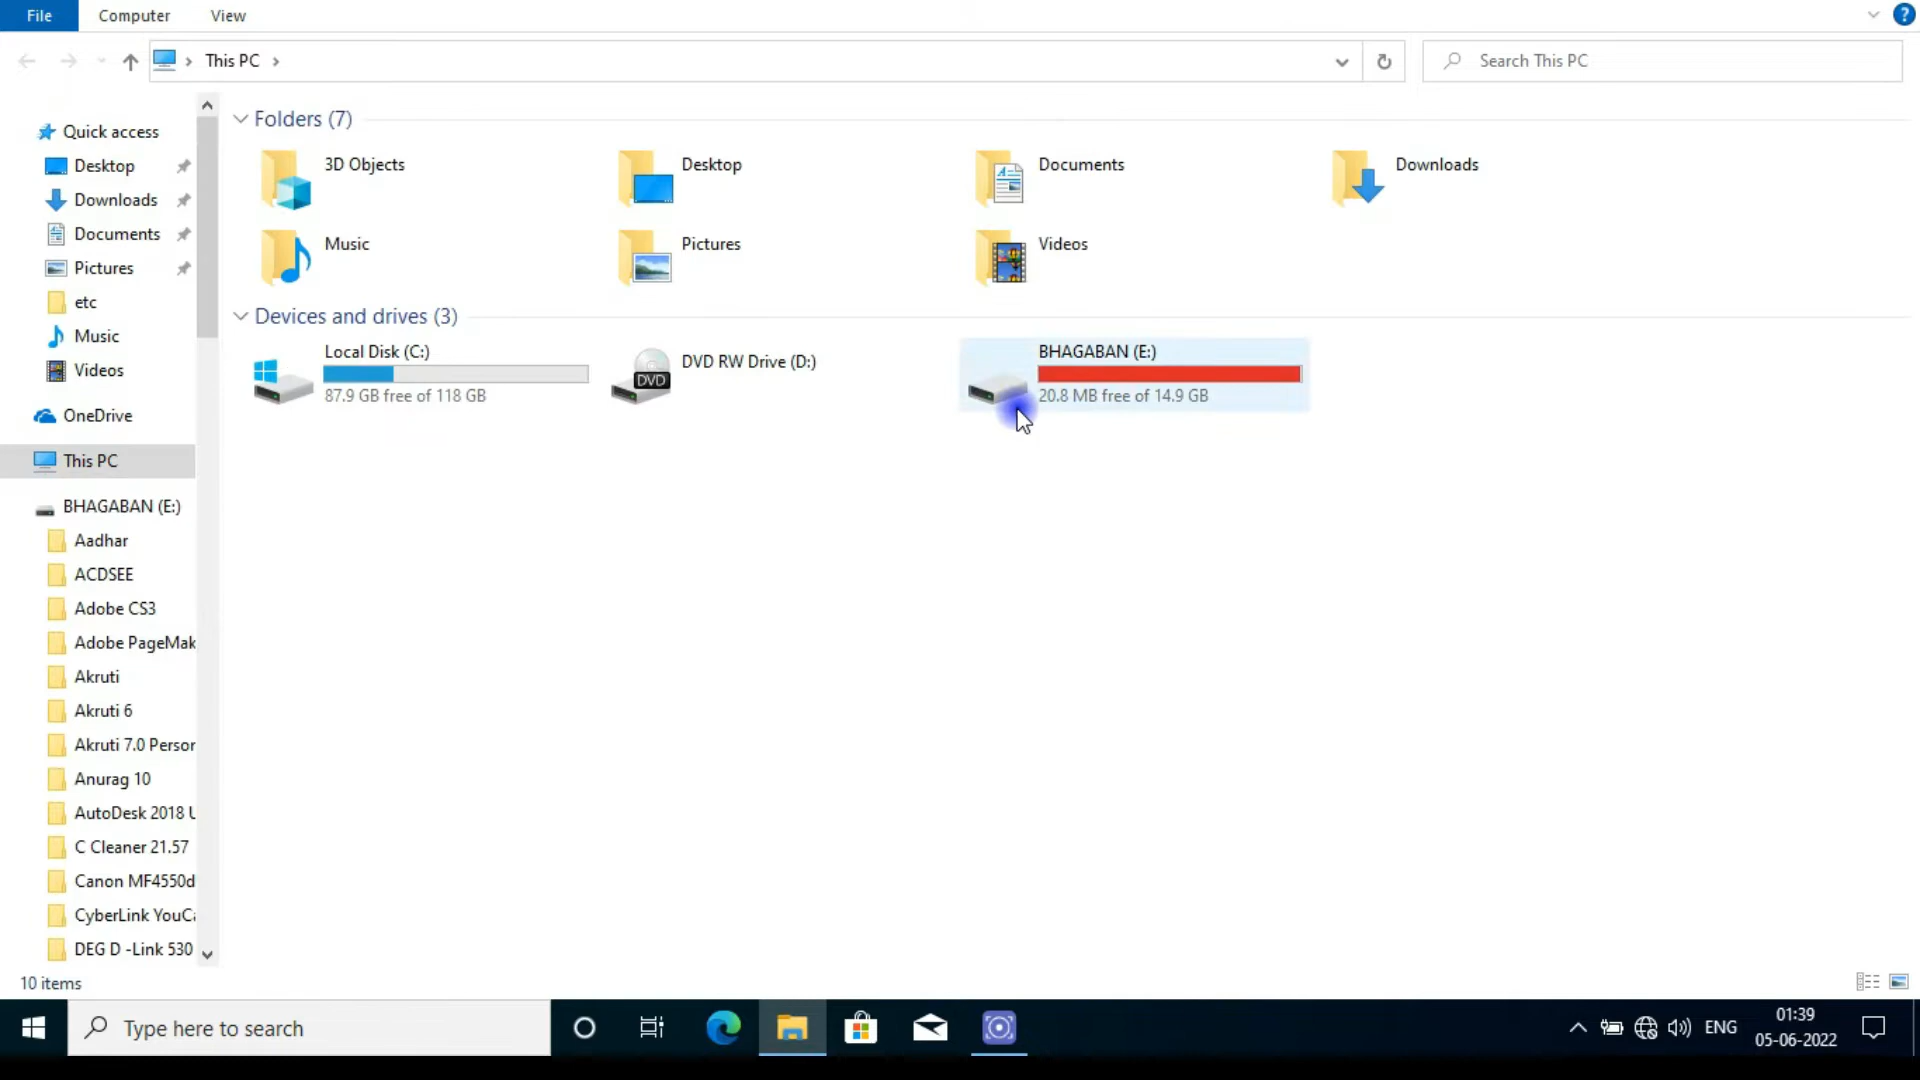 File Computer View
This PC
Search This PC
Quick access
Desktop
Downloads
Documents
Pictures
etc
Music
Videos
OneDrive
This PC
BHAGABAN (E:)
Aadhar
ACDSEE
Adobe CS3
Adobe PageMak
Akruti
Akruti 6
Akruti 7.0 Person
Anurag 10
AutoDesk 2018 U
C Cleaner 21.57
Canon MF4550d
CyberLink YouCa
DEG D -Link 530
Folders (7)
3D Objects
Desktop
Documents
Downloads
Music
Pictures
Videos
Devices and drives (3)
Local Disk (C:)
87.9 GB free of 118 GB
DVD
DVD RW Drive (D:)
BHAGABAN (E:)
20.8 MB free of 14.9 GB
10 items
Type here to search
ENG
01:39
05-06-2022